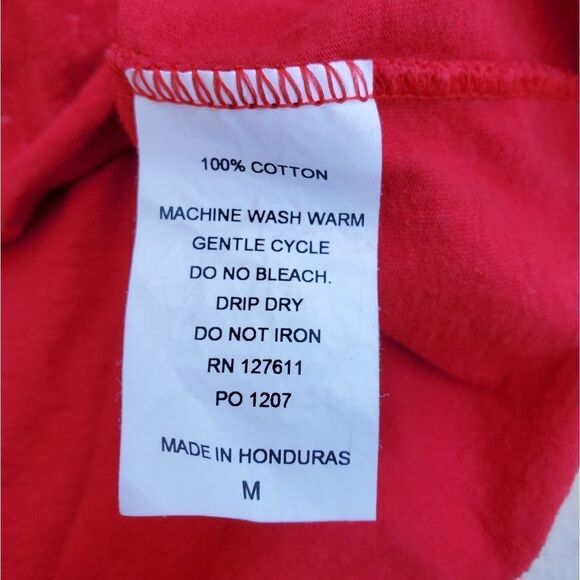 100% COTTON
MACHINE WASH WARM
GENTLE CYCLE
DO NO BLEACH.
DRIP DRY
DO NOT IRON
RN 127611
PO 1207
MADE IN HONDURAS
M